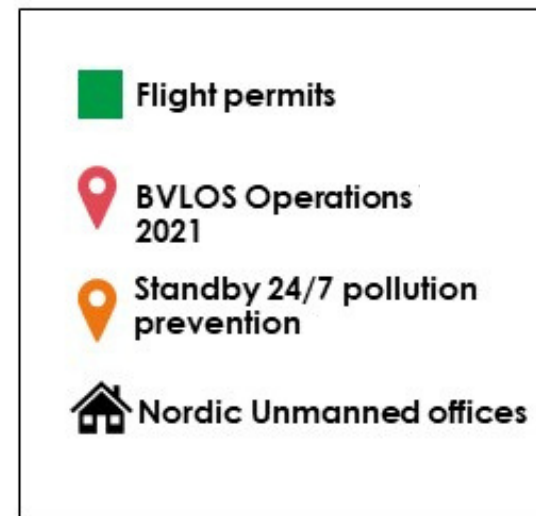 Flight permits
BVLOS Operations
2021
Standby 24/7 pollution
prevention
Nordic Unmanned offices